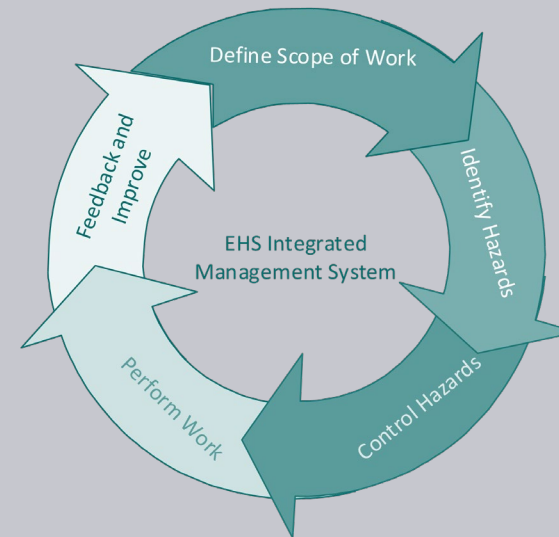 Define Scope of Work
Identify Hazards
Control Hazards
Perform Work
Feedback and
Improve
EHS Integrated
Management System